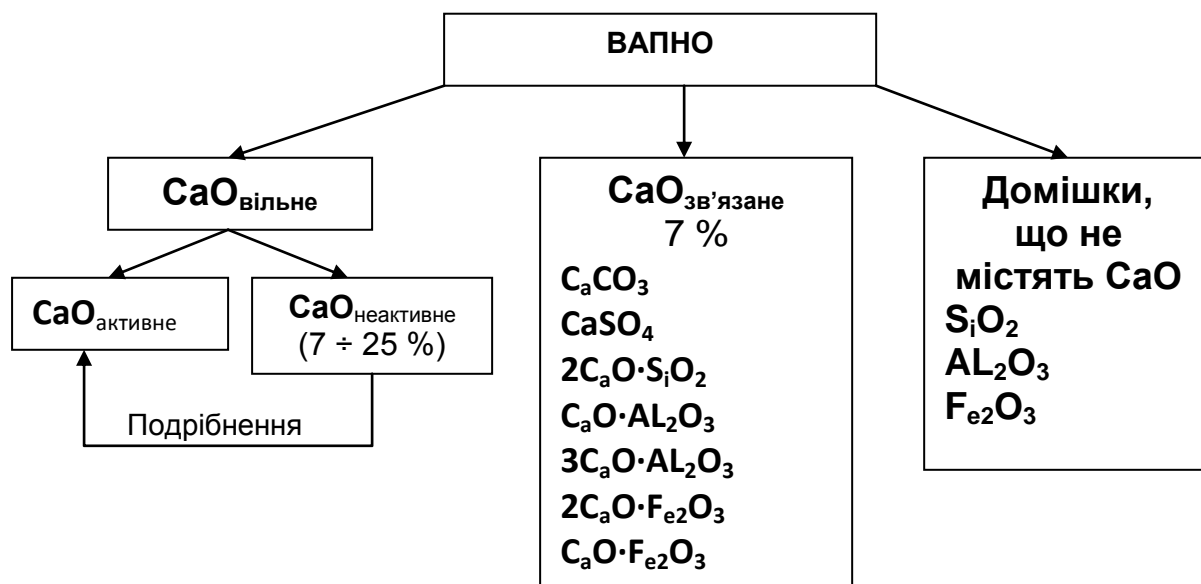 ВАПНО
CaOвільне
CaOактивне
CaOнеактивне
(7 ÷ 25 %)
Подрібнення
CaOзв’язане
7 %
CaCO3
CaSO4
2CaO·SiO2
CaO·AL2O3
3CaO·AL2O3
2CaO·Fe2O3
CaO·Fe2O3
Домішки,
що не
містять CaO
SiO2
AL2O3
Fe2O3